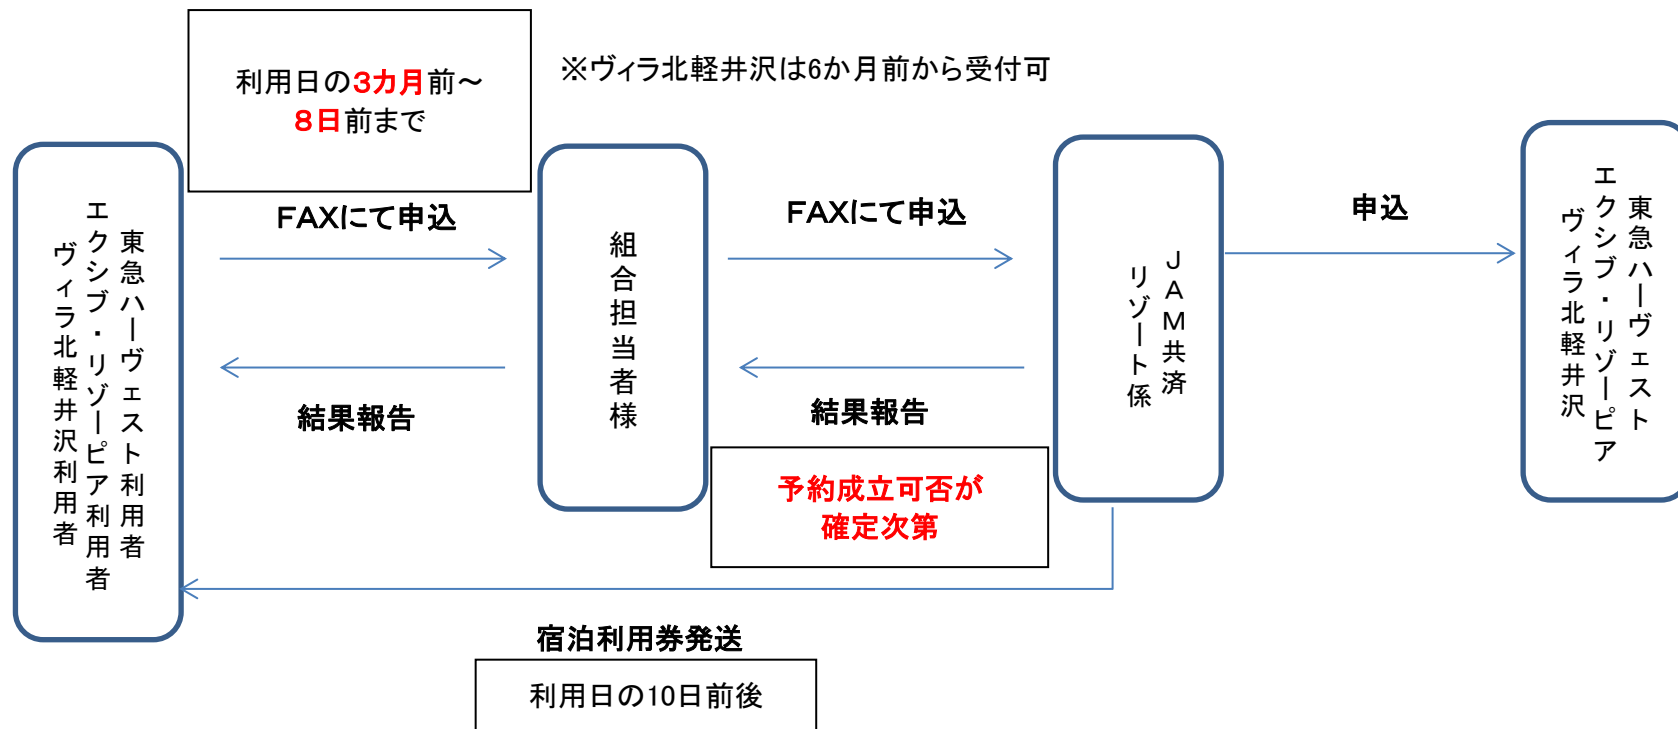 利用日の3カ月前～
8日前まで
※ヴィラ北軽井沢は6か月前から受付可
東急ハーヴェスト利用者
エクシブ・リゾーピア利用者
ヴィラ北軽井沢利用者
FAXにて申込
結果報告
組合担当者様
FAXにて申込
結果報告
予約成立可否が
確定次第
JAM共済
リゾート係
申込
東急ハーヴェスト
エクシブ・リゾーピア
ヴィラ北軽井沢
宿泊利用券発送
利用日の10日前後